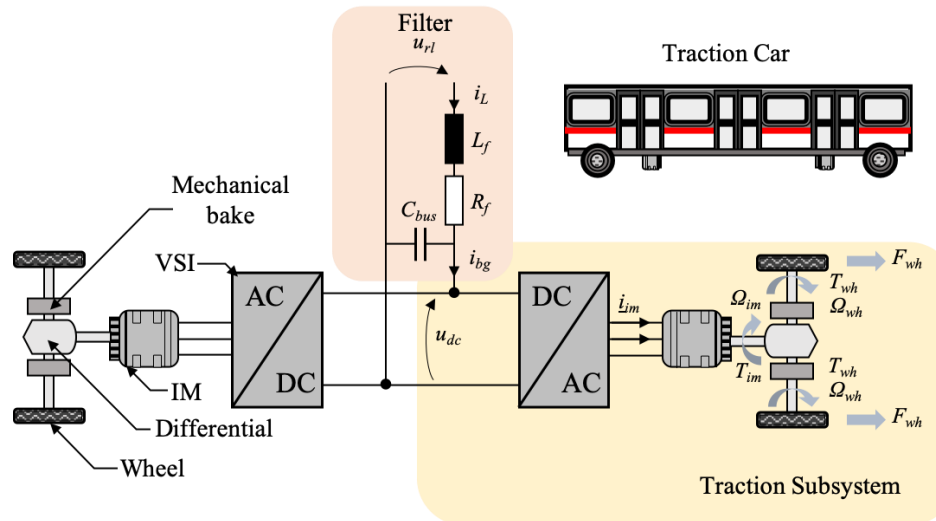 Filter
u_rl
Traction Car
i_L
L_f
Mechanical
bake
R_f
C_bus
VSI
i_bg
F_wh
T_wh
AC
DC
Ω_im
Ω_wh
i_im
u_dc
DC
AC
T_im
T_wh
Ω_wh
IM
F_wh
Differential
Wheel
Traction Subsystem